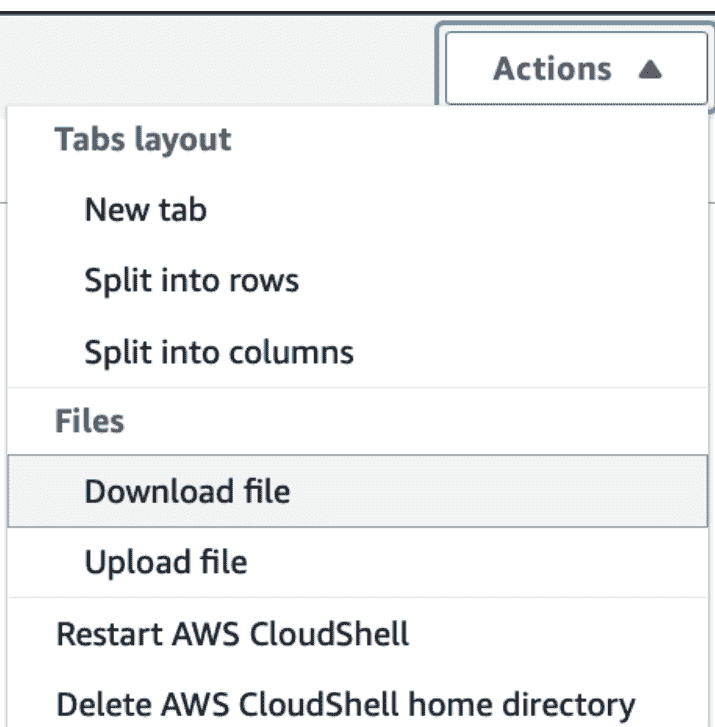 Actions
Tabs layout
New tab
Split into rows
Split into columns
Files
Download file
Upload file
Restart AWS CloudShell
Delete AWS CloudShell home directory